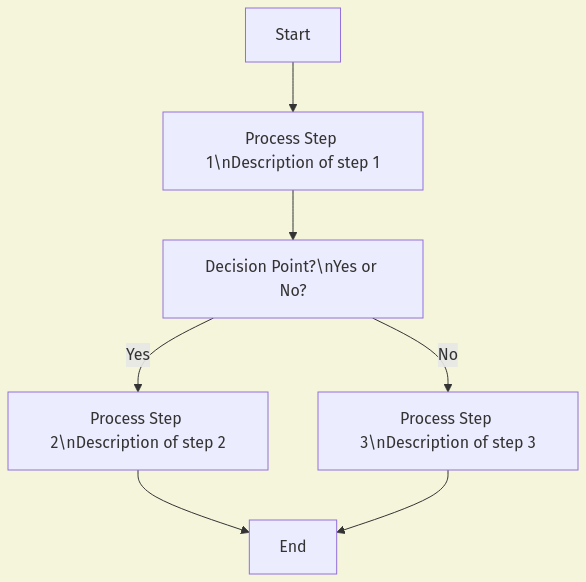 Start
Process Step
1\nDescription of step 1
Decision Point?\nYes or
No?
Yes
No
Process Step
2\nDescription of step 2
Process Step
3\nDescription of step 3
End